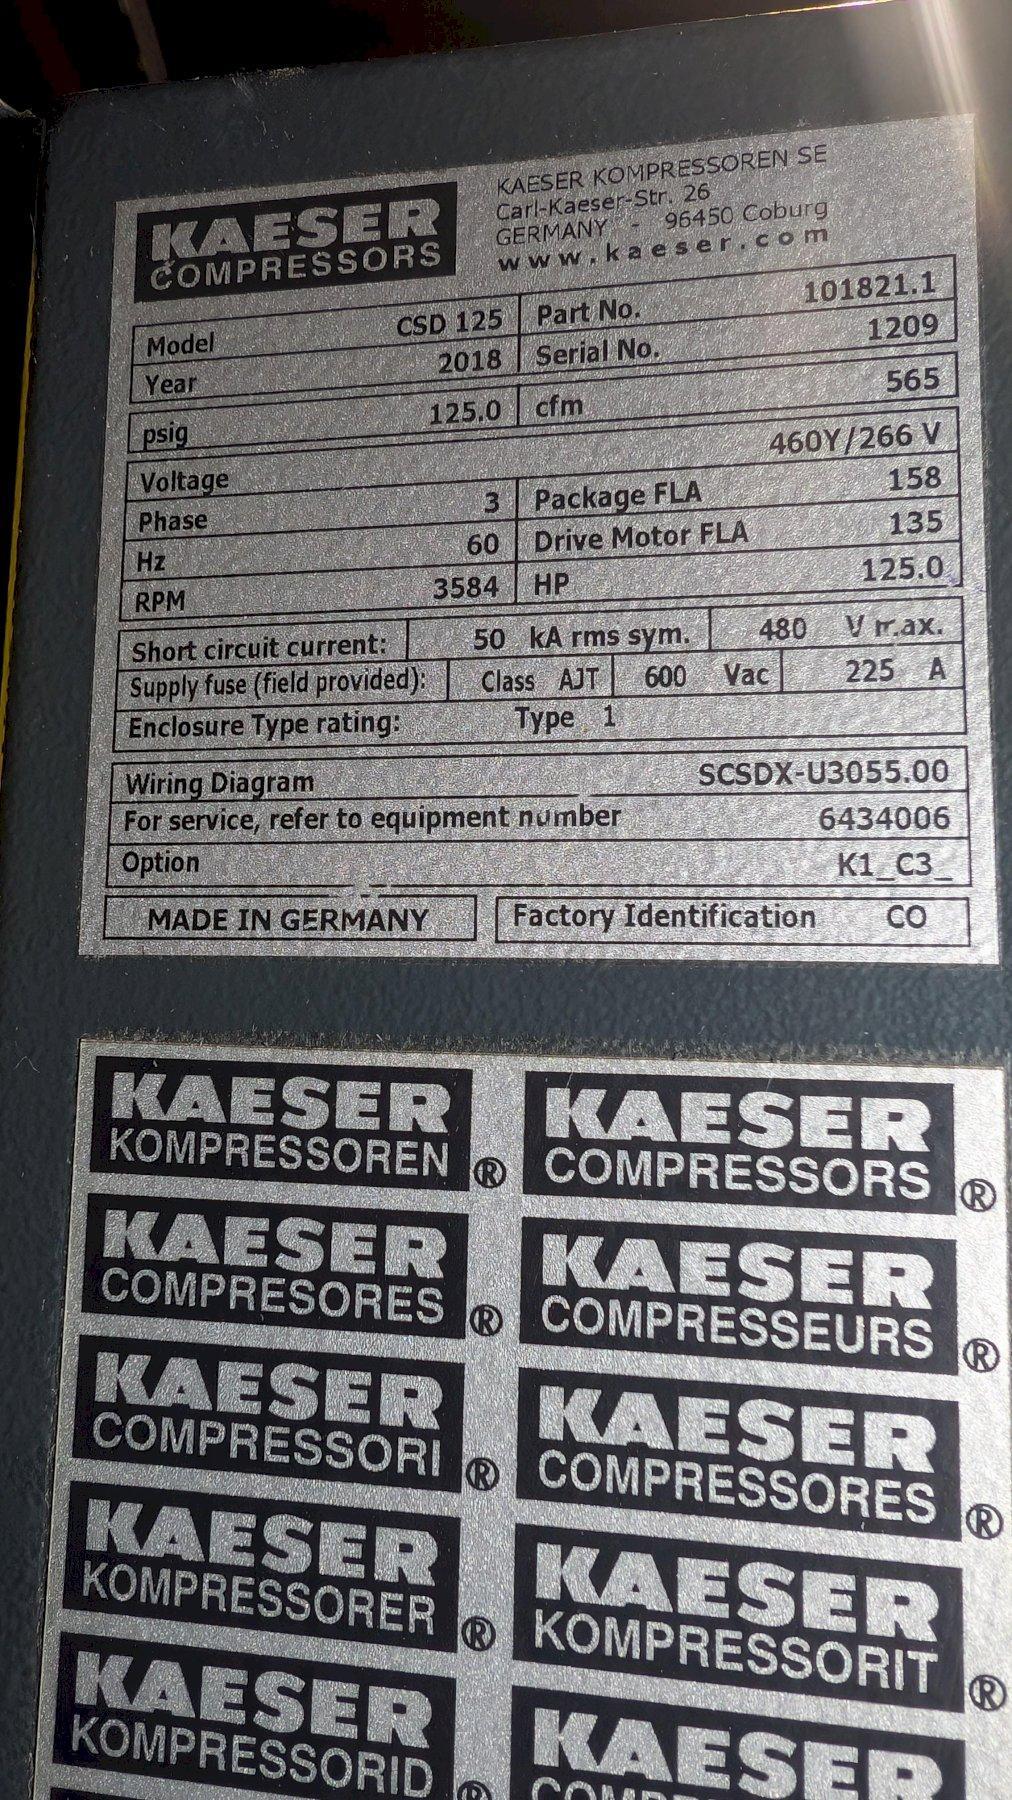 KAESER
COMPRESSORS
KAESER KOMPRESSOREN SE
Carl-Kaeser-Str. 26
GERMANY - 96450 Coburg
www.kaeser.com
Model CSD 125 Part No. 101821.1
Year 2018 Serial No. 1209
psig 125.0 cfm 565
Voltage 460Y/266 V
Phase 3 Package FLA 158
Hz 60 Drive Motor FLA 135
RPM 3584 HP 125.0
Short circuit current: 50 kA rms sym. 480 V max.
Supply fuse (field provided): Class AJT 600 Vac 225 A
Enclosure Type rating: Type 1
Wiring Diagram SCSDX-U3055.00
For service, refer to equipment number 6434006
Option K1_C3_
MADE IN GERMANY Factory Identification CO
KAESER
KOMPRESSOREN ®
KAESER
COMPRESSORS ®
KAESER
COMPRESORES ®
KAESER
COMPRESSEURS ®
KAESER
COMPRESSORI ®
KAESER
COMPRESSORES ®
KAESER
KOMPRESSORER ®
KAESER
KOMPRESSORIT ®
KAESER
KOMPRESSORID ®
KAESER